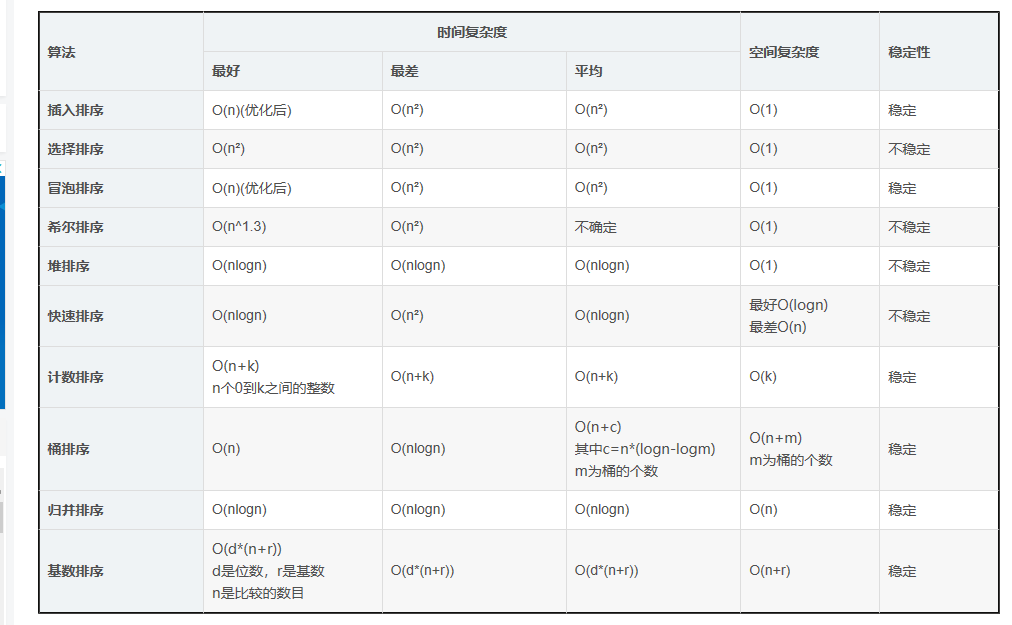 算法
时间复杂度
空间复杂度
稳定性
最好
最差
平均
插入排序
O(n)(优化后)
O(n²)
O(n²)
O(1)
稳定
选择排序
O(n²)
O(n²)
O(n²)
O(1)
不稳定
冒泡排序
O(n)(优化后)
O(n²)
O(n²)
O(1)
稳定
希尔排序
O(n^1.3)
O(n²)
不确定
O(1)
不稳定
堆排序
O(nlogn)
O(nlogn)
O(nlogn)
O(1)
不稳定
快速排序
O(nlogn)
O(n²)
O(nlogn)
最好O(logn)
最差O(n)
不稳定
计数排序
O(n+k)
n个0到k之间的整数
O(n+k)
O(n+k)
O(k)
稳定
桶排序
O(n)
O(nlogn)
O(n+c)
其中c=n*(logn-logm)
m为桶的个数
O(n+m)
m为桶的个数
稳定
归并排序
O(nlogn)
O(nlogn)
O(nlogn)
O(n)
稳定
基数排序
O(d*(n+r))
d是位数，r是基数
n是比较的数目
O(d*(n+r))
O(d*(n+r))
O(n+r)
稳定